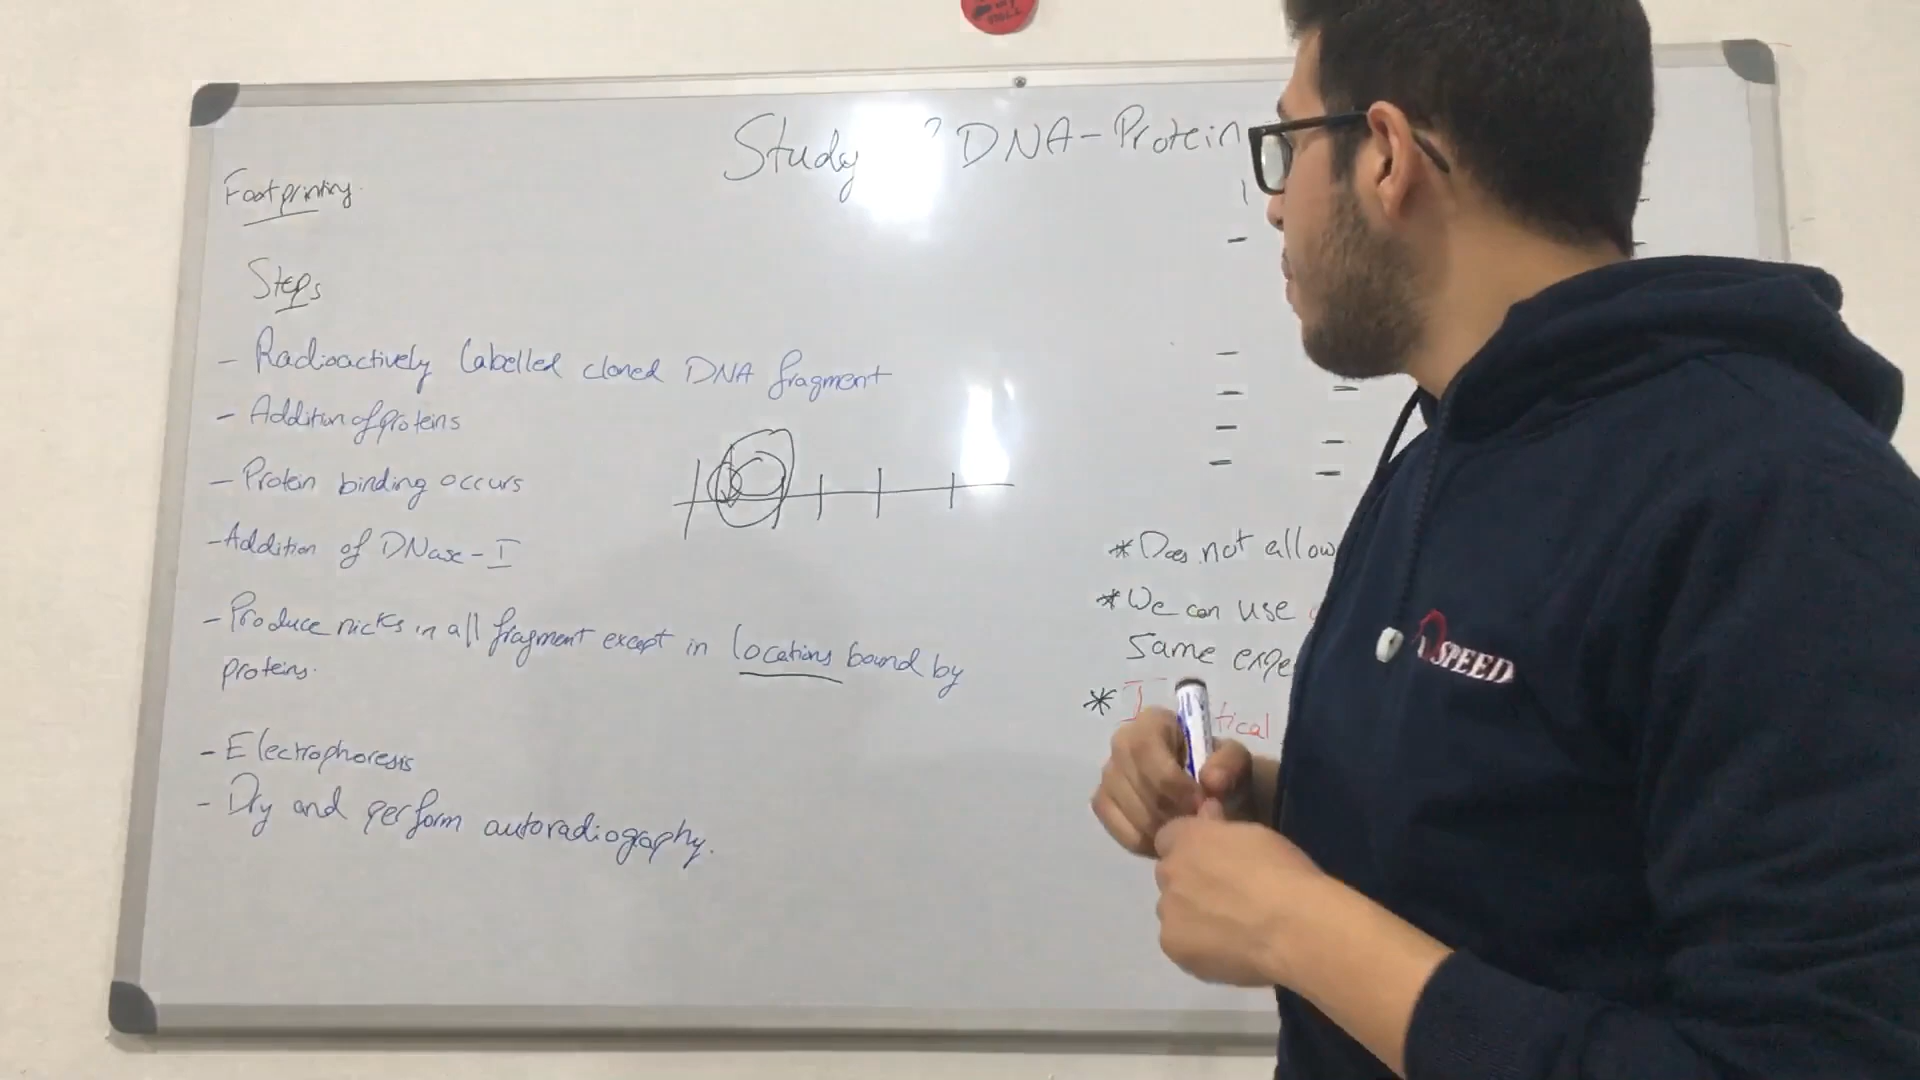 Study of DNA-Protein
Footprinting
Steps
- Radioactively labelled cloned DNA fragment
- Addition of proteins
- Protein binding occurs
- Addition of DNase-I
- Produce nicks in all fragment except in locations bound by
proteins.
- Electrophoresis
- Dry and perform autoradiography.
* Does not allow
* We can use
Same expe
* I tical
SPEED